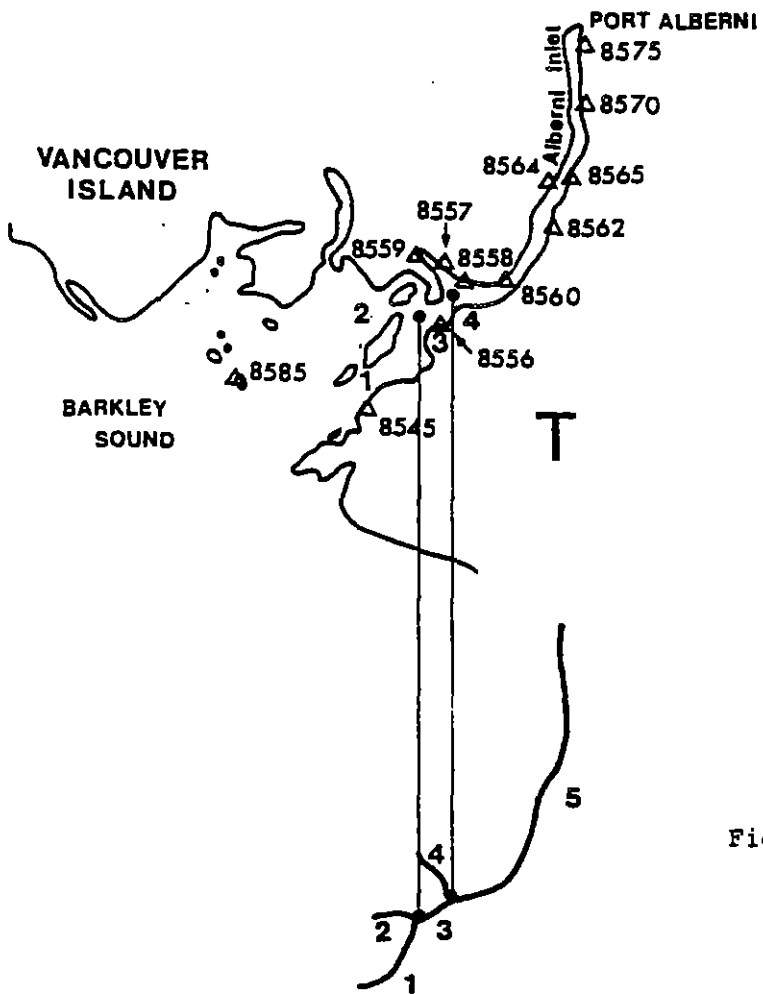 PORT ALBERNI
8575
Alberni Inlet
8570
VANCOUVER
ISLAND
8564
8565
8557
8562
8559
8558
8560
2
3
4
8556
1
8585
BARKLEY
SOUND
8545
T
5
4
2
3
1
Fi